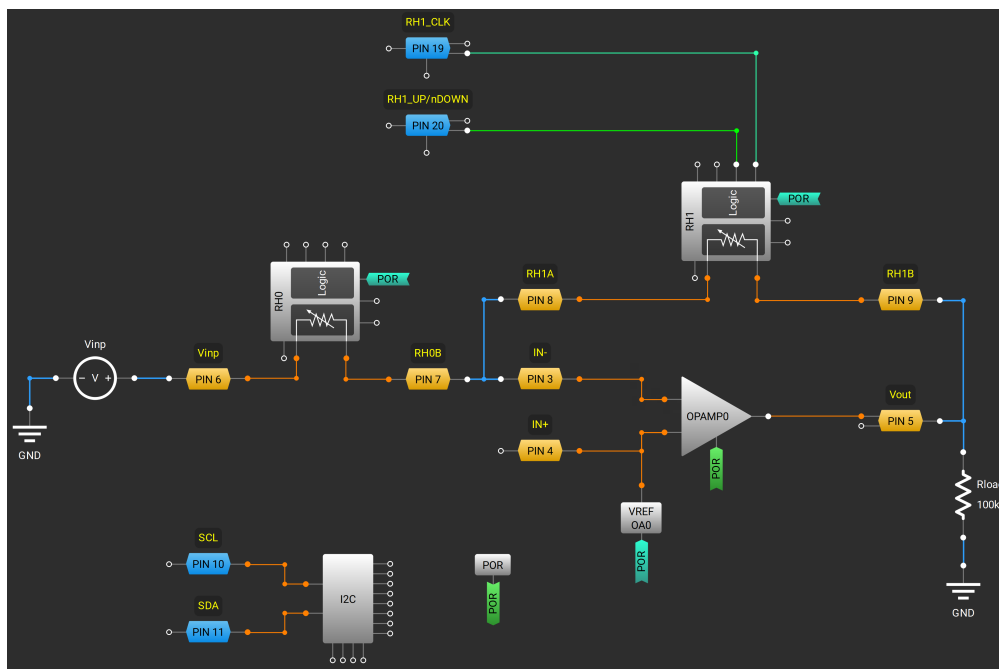 RH1_CLK
PIN 19
RH1_UP/nDOWN
PIN 20
RH1
Logic
POR
RH0
Logic
POR
RH1A
PIN 8
RH1B
PIN 9
Vinp
− V +
GND
Vinp
PIN 6
RH0B
PIN 7
IN-
PIN 3
IN+
PIN 4
OPAMP0
POR
Vout
PIN 5
VREF
OA0
POR
Rloa
100k
GND
SCL
PIN 10
SDA
PIN 11
I2C
POR
POR